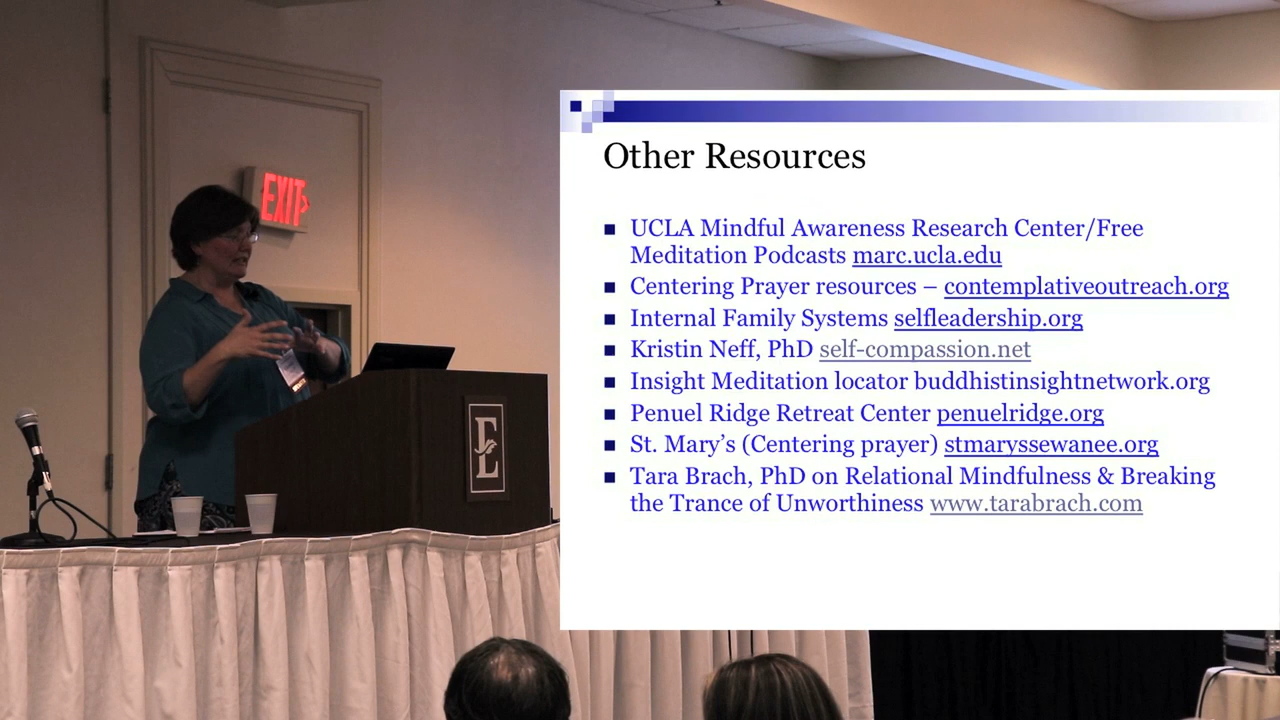 EXIT
E
Other Resources
UCLA Mindful Awareness Research Center/Free
Meditation Podcasts marc.ucla.edu
Centering Prayer resources – contemplativeoutreach.org
Internal Family Systems selfleadership.org
Kristin Neff, PhD self-compassion.net
Insight Meditation locator buddhistinsightnetwork.org
Penuel Ridge Retreat Center penuelridge.org
St. Mary’s (Centering prayer) stmaryssewanee.org
Tara Brach, PhD on Relational Mindfulness & Breaking
the Trance of Unworthiness www.tarabrach.com